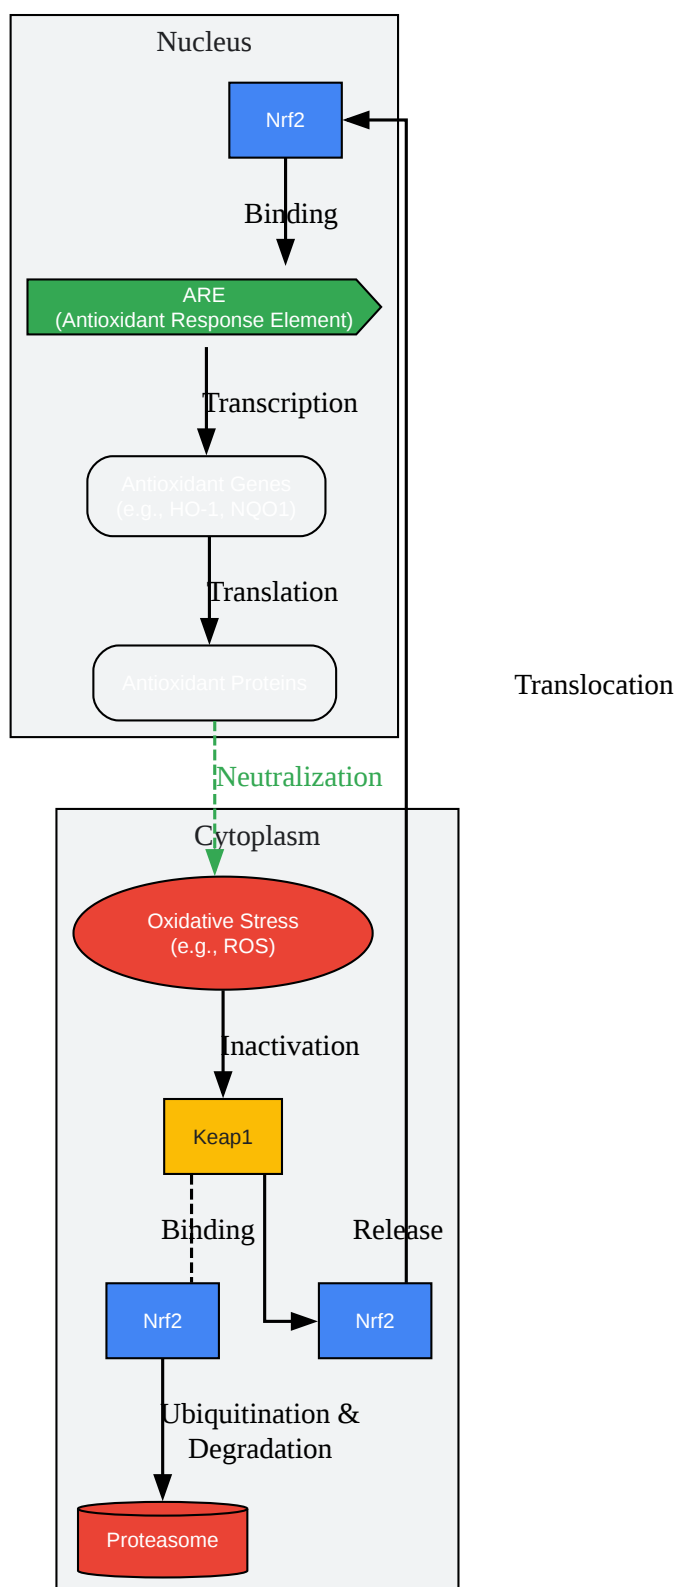 Nucleus
Nrf2
Binding
ARE
(Antioxidant Response Element)
Transcription
Antioxidant Genes
(e.g., HO-1, NQO1)
Translation
Antioxidant Proteins
Translocation
Neutralization
Cytoplasm
Oxidative Stress
(e.g., ROS)
Inactivation
Keap1
Binding
Release
Nrf2
Nrf2
Ubiquitination &
Degradation
Proteasome